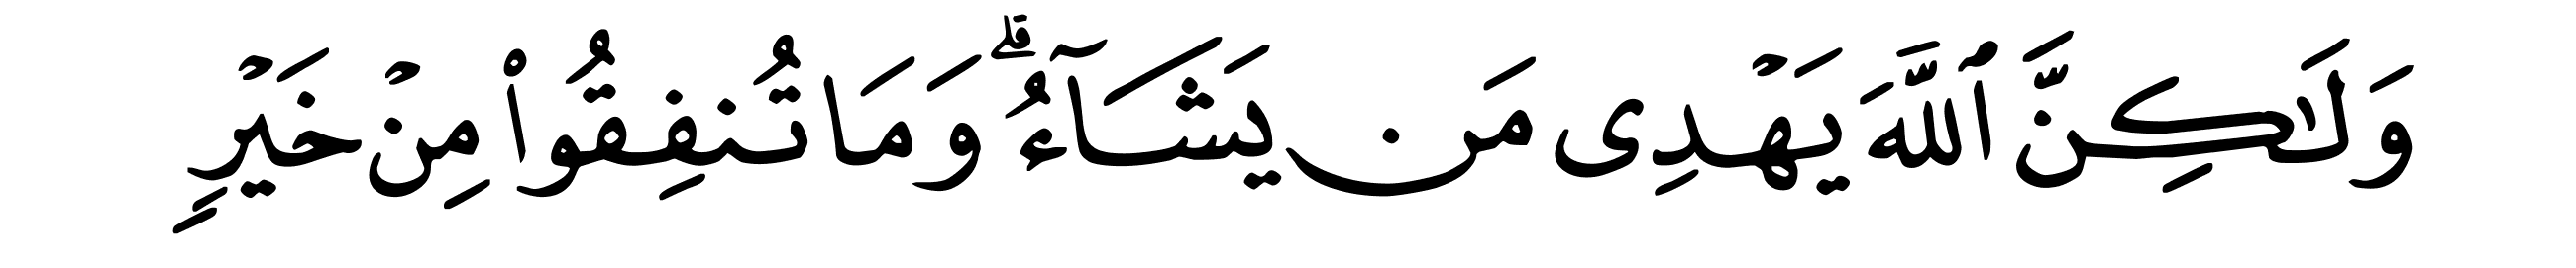 وَلَٰكِنَّ ٱللَّهَ يَهۡدِي مَن يَشَآءُۗ وَمَا تُنفِقُواْ مِنۡ خَيۡرٖ